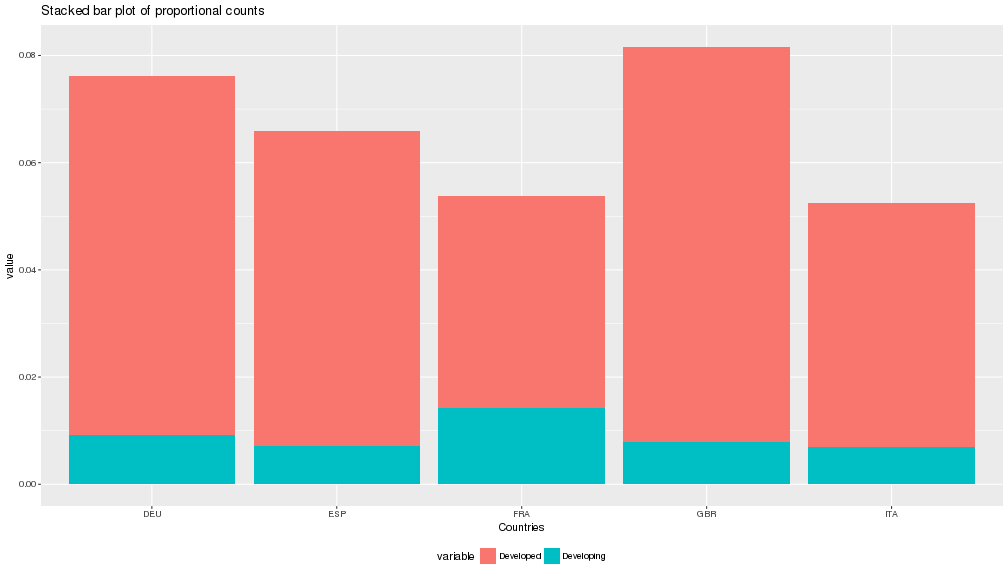 Stacked bar plot of proportional counts
0.08
0.06
0.04
0.02
0.00
value
DEU ESP FRA GBR ITA
Countries
variable Developed Developing